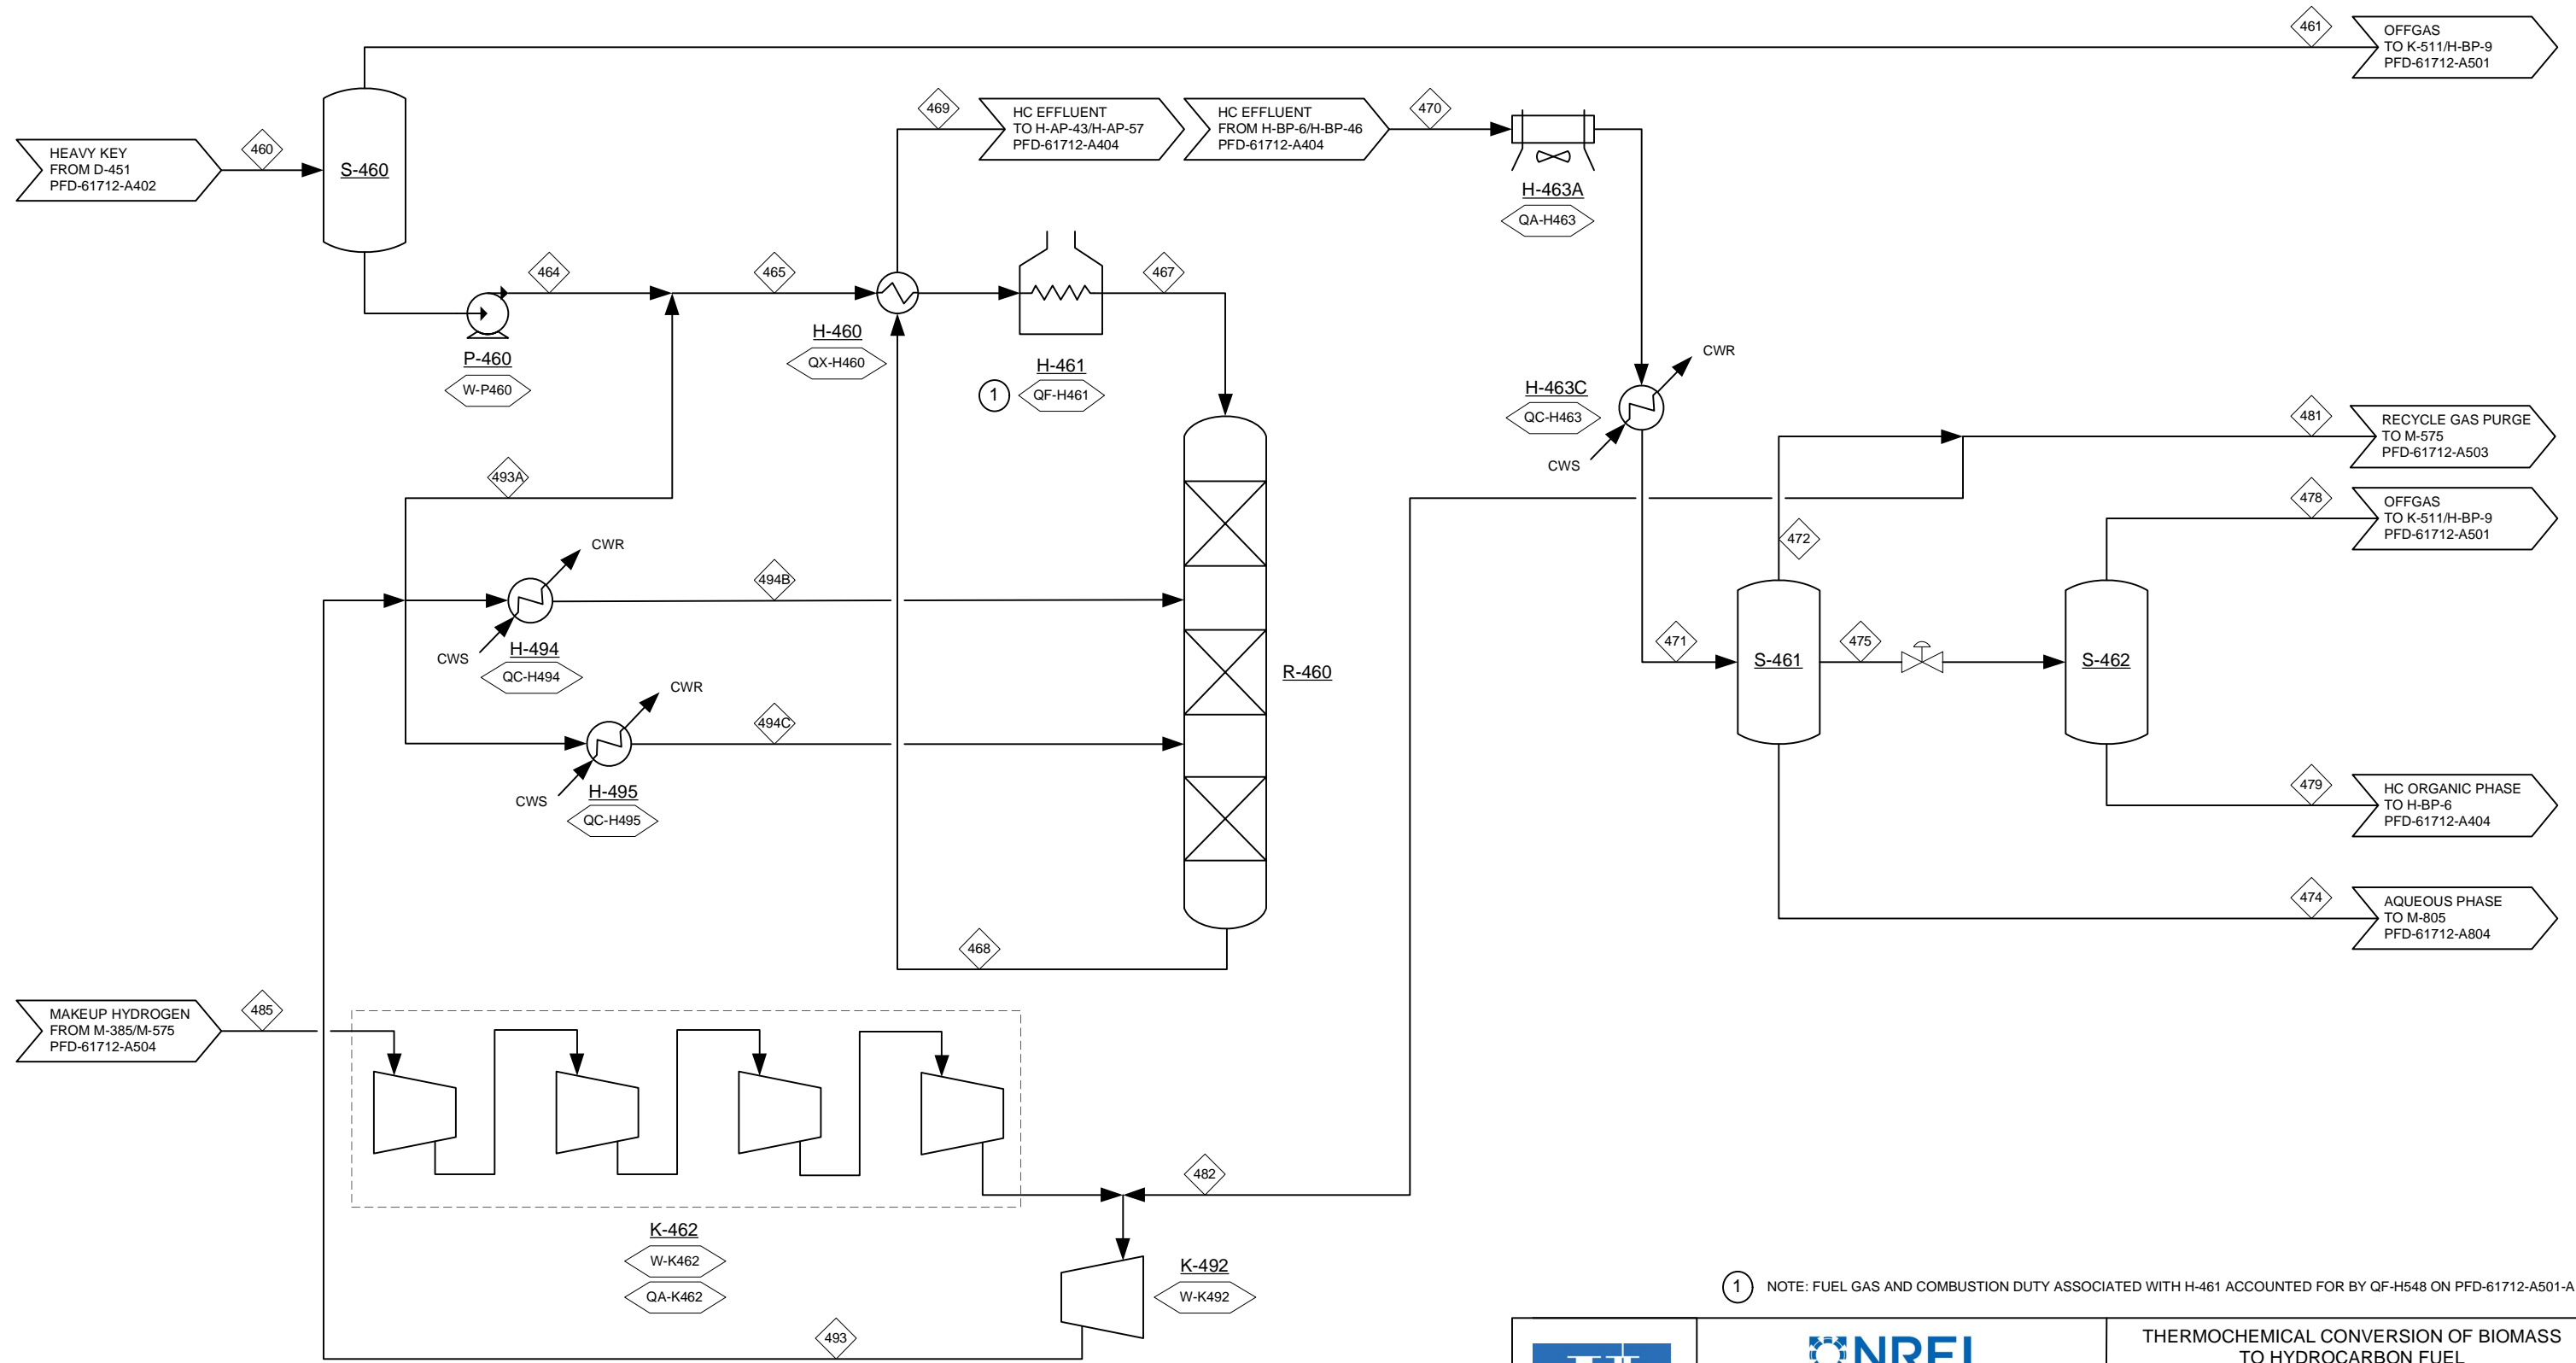 461
OFFGAS
TO K-511/H-BP-9
PFD-61712-A501
469
HC EFFLUENT
TO H-AP-43/H-AP-57
PFD-61712-A404
HC EFFLUENT
FROM H-BP-6/H-BP-46
PFD-61712-A404
470
460
HEAVY KEY
FROM D-451
PFD-61712-A402
S-460
H-463A
QA-H463
464
465
467
P-460
W-P460
H-460
QX-H460
H-461
1
QF-H461
CWR
H-463C
QC-H463
CWS
481
RECYCLE GAS PURGE
TO M-575
PFD-61712-A503
493A
478
OFFGAS
TO K-511/H-BP-9
PFD-61712-A501
472
CWR
494B
CWS
H-494
QC-H494
471
S-461
475
S-462
R-460
CWR
494C
CWS
H-495
QC-H495
479
HC ORGANIC PHASE
TO H-BP-6
PFD-61712-A404
474
AQUEOUS PHASE
TO M-805
PFD-61712-A804
468
485
MAKEUP HYDROGEN
FROM M-385/M-575
PFD-61712-A504
482
K-462
W-K462
QA-K462
K-492
W-K492
493
1 NOTE: FUEL GAS AND COMBUSTION DUTY ASSOCIATED WITH H-461 ACCOUNTED FOR BY QF-H548 ON PFD-61712-A501-A
NREL
THERMOCHEMICAL CONVERSION OF BIOMASS
TO HYDROCARBON FUEL